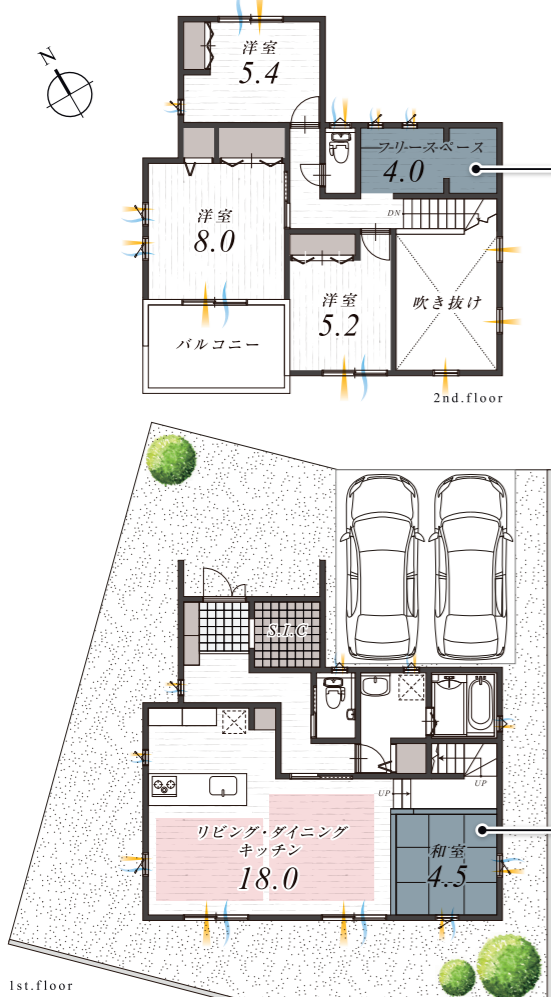 N
洋室
5.4
フリースペース
4.0
洋室
8.0
DN
洋室
5.2
吹き抜け
バルコニー
2nd.floor
S.I.C
UP
UP
リビング・ダイニング
キッチン
18.0
和室
4.5
1st.floor